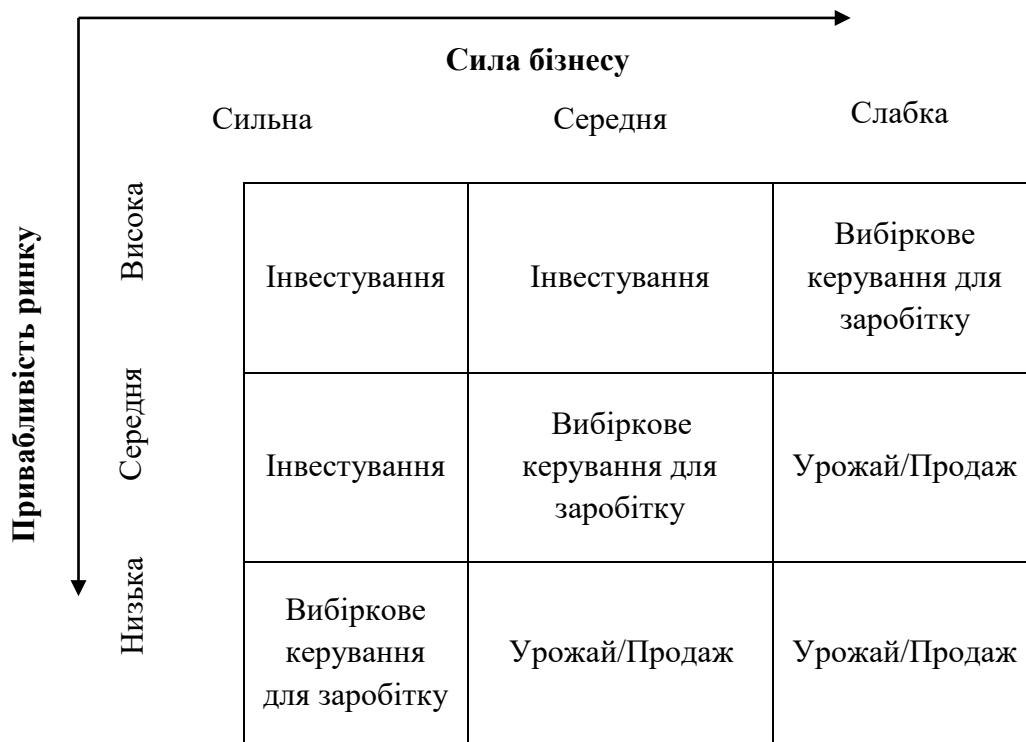 Сила бізнесу
Сильна
Середня
Слабка
Привабливість ринку
Висока
Інвестування
Інвестування
Вибіркове
керування для
заробітку
Середня
Інвестування
Вибіркове
керування для
заробітку
Урожай/Продаж
Низька
Вибіркове
керування
для заробітку
Урожай/Продаж
Урожай/Продаж